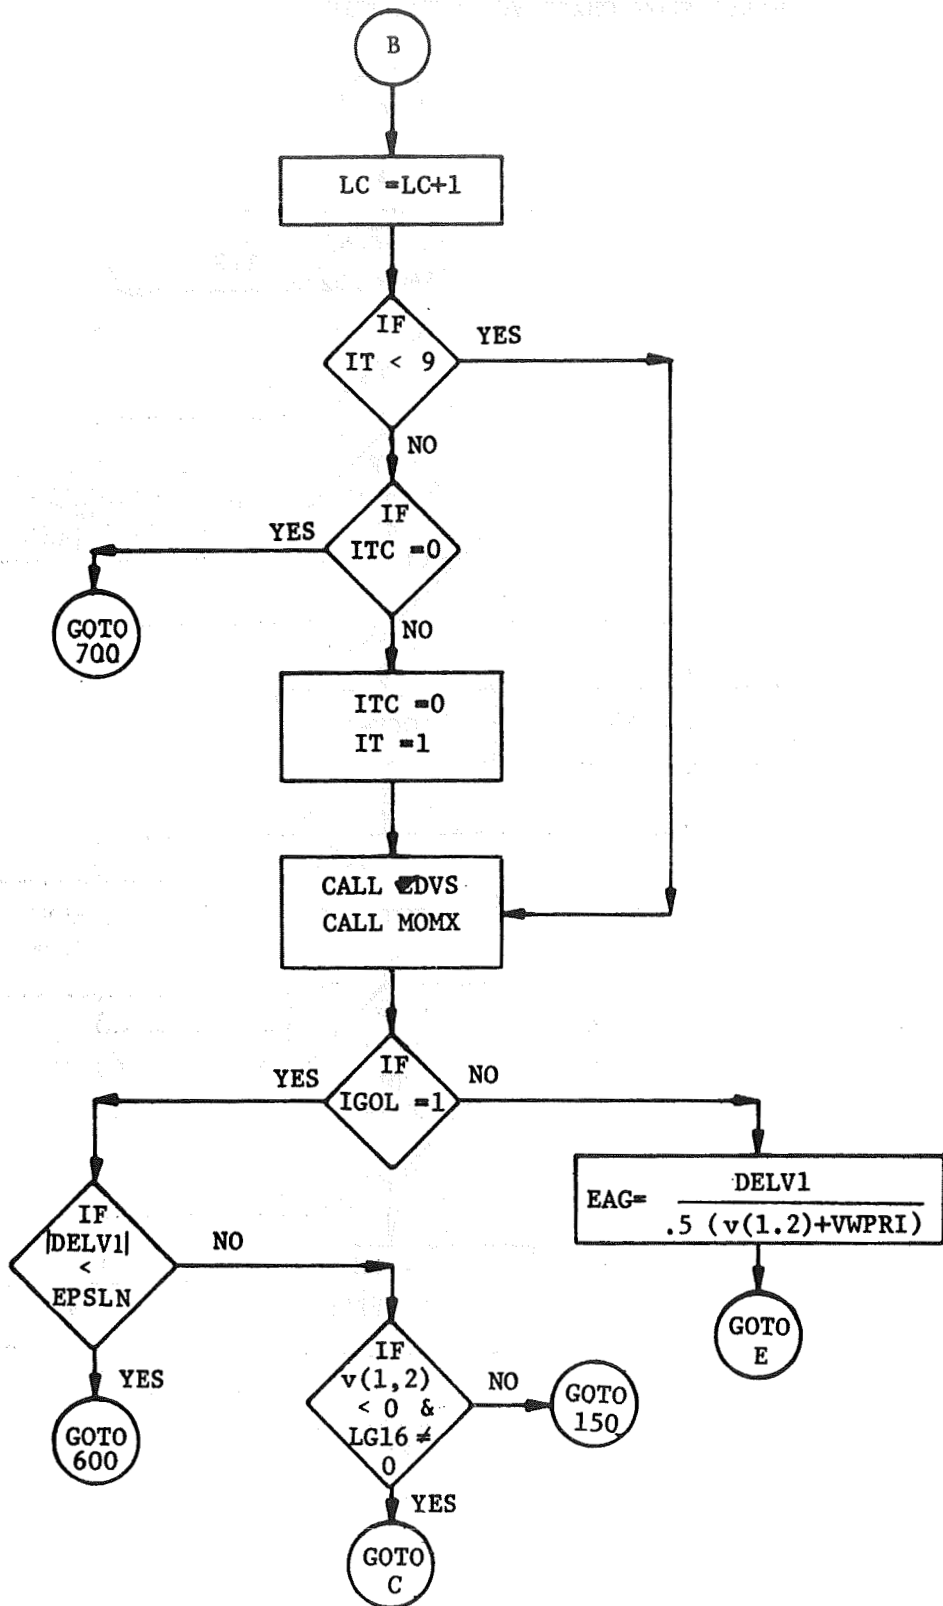 B
LC =LC+1
IF
IT < 9
YES
NO
IF
ITC =0
YES
GOTO
700
NO
ITC =0
IT =1
CALL
CALL MOMX
IF
IGOL =1
YES
NO
EAG= DELV1
.5 (v(1.2)+VWPRI)
IF
|DELV1|
<
EPSLN
NO
YES
GOTO
600
IF
v(1,2)
< 0 &
LG16 ≠
0
NO
GOTO
150
YES
GOTO
C
GOTO
E